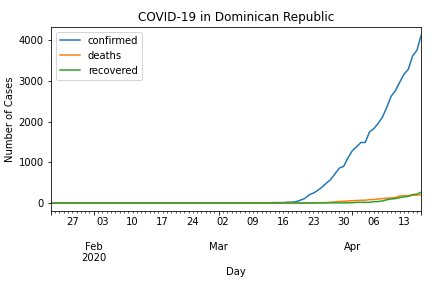 COVID-19 in Dominican Republic
confirmed
deaths
recovered
Number of Cases
4000
3000
2000
1000
0
27 03 10 17 24 02 09 16 23 30 06 13
Feb Mar Apr
2020
Day